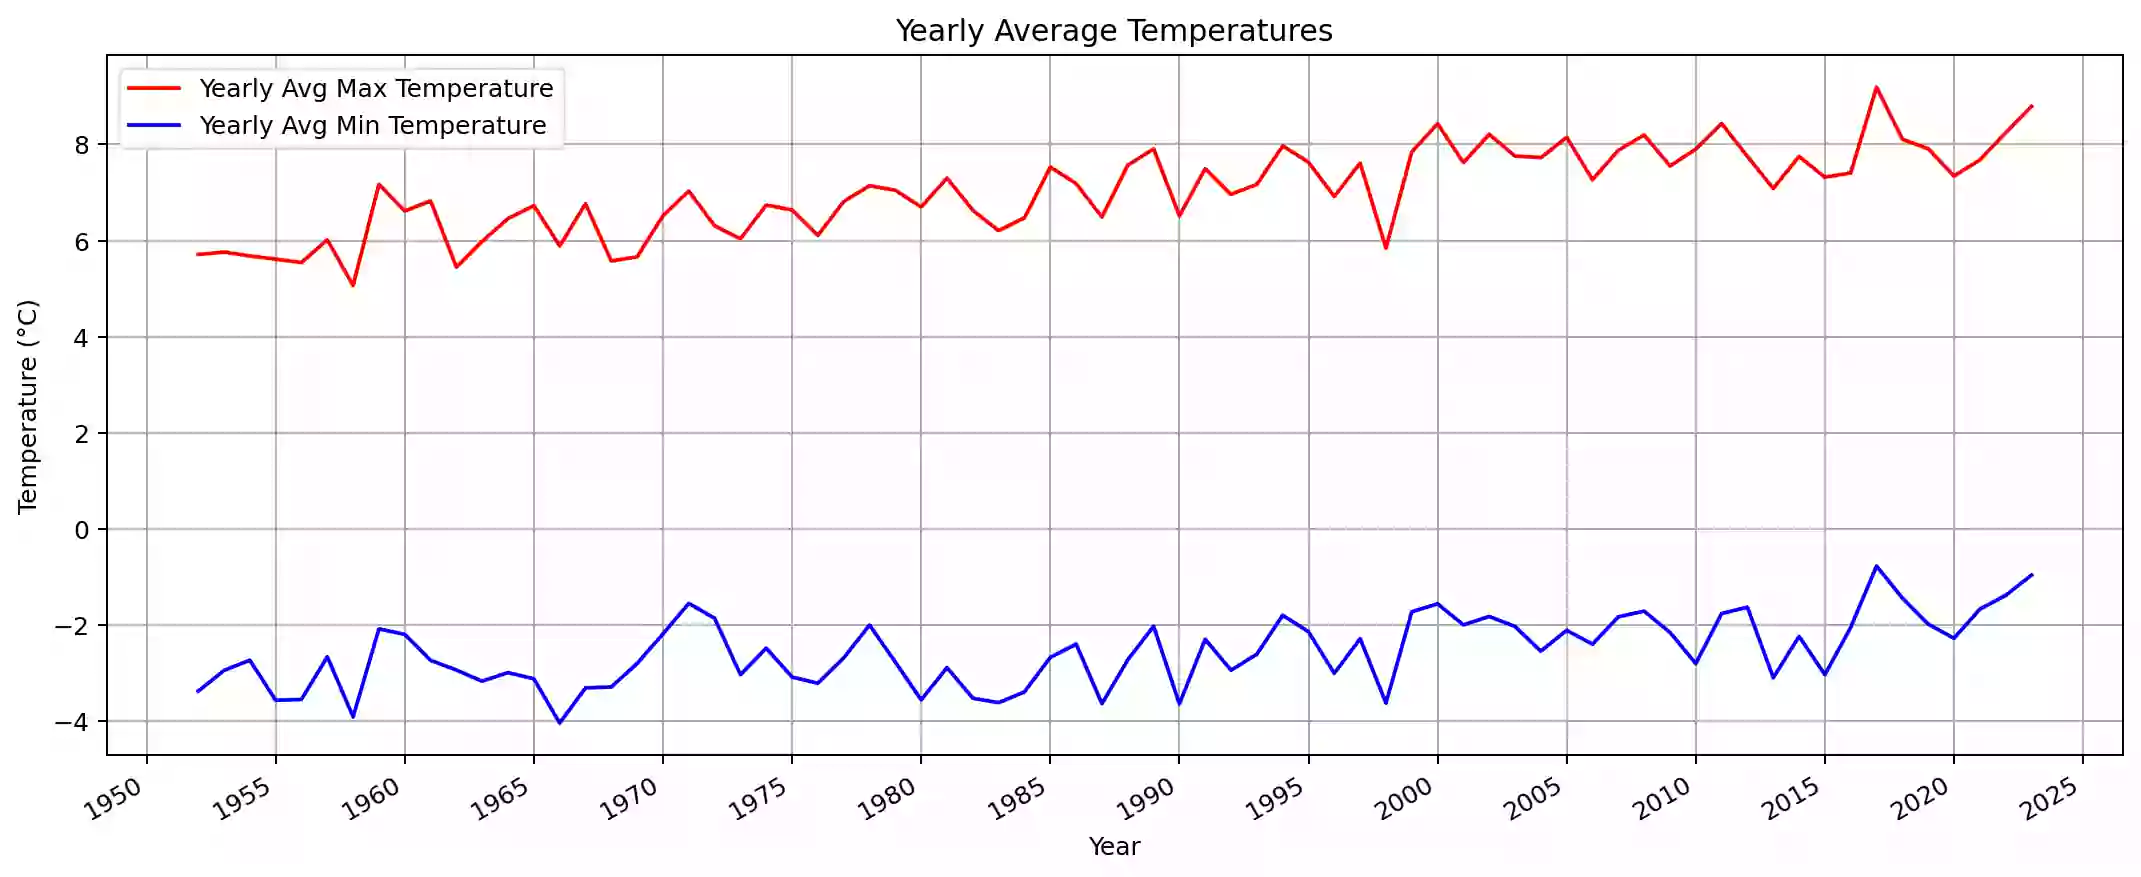 Yearly Average Temperatures
Yearly Avg Max Temperature
Yearly Avg Min Temperature
8
6
4
2
0
−2
−4
Temperature (°C)
1950 1955 1960 1965 1970 1975 1980 1985 1990 1995 2000 2005 2010 2015 2020 2025
Year